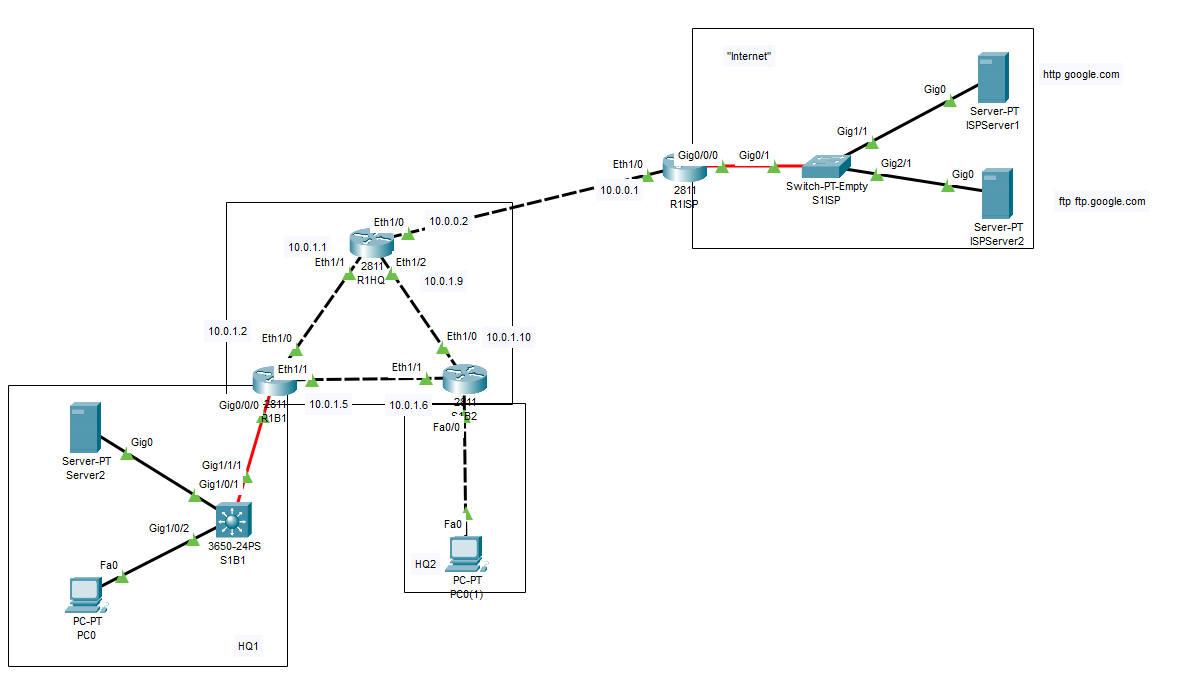 "Internet"
http google.com
Gig0
Server-PT
ISPServer1
Gig1/1
Gig0/0/0
Gig0/1
Eth1/0
10.0.0.1
2811
R1ISP
Switch-PT-Empty
S1ISP
Gig2/1
Gig0
ftp ftp.google.com
Server-PT
ISPServer2
Eth1/0
10.0.0.2
10.0.1.1
Eth1/1
2811
R1HQ
Eth1/2
10.0.1.9
10.0.1.2
Eth1/0
Eth1/0
10.0.1.10
Eth1/1
Eth1/1
Gig0/0/0
2811
R1B1
10.0.1.5
10.0.1.6
2811
S1B2
Fa0/0
Server-PT
Server2
Gig0
Gig1/1/1
Gig1/0/1
Gig1/0/2
3650-24PS
S1B1
Fa0
PC-PT
PC0
HQ1
Fa0
HQ2
PC-PT
PC0(1)